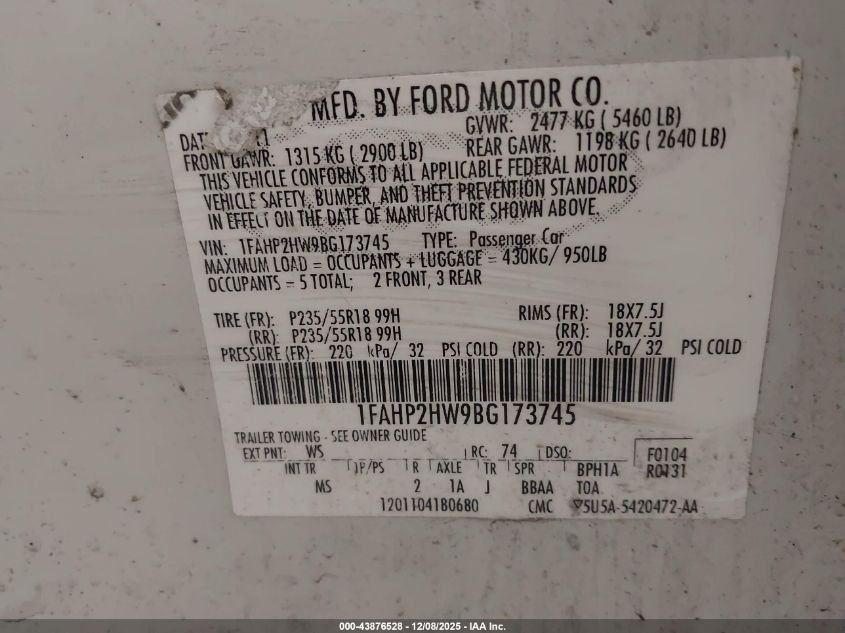 MFD. BY FORD MOTOR CO.
GVWR: 2477 KG ( 5460 LB)
FRONT GAWR: 1315 KG ( 2900 LB) REAR GAWR: 1198 KG ( 2640 LB)
THIS VEHICLE CONFORMS TO ALL APPLICABLE FEDERAL MOTOR
VEHICLE SAFETY, BUMPER, AND THEFT PREVENTION STANDARDS
IN EFFECT ON THE DATE OF MANUFACTURE SHOWN ABOVE.
VIN: 1FAHP2HW9BG173745 TYPE: Passenger Car
MAXIMUM LOAD = OCCUPANTS + LUGGAGE = 430KG/ 950LB
OCCUPANTS = 5 TOTAL; 2 FRONT, 3 REAR
TIRE (FR): P235/55R18 99H RIMS (FR): 18X7.5J
(RR): P235/55R18 99H (RR): 18X7.5J
PRESSURE (FR): 220 kPa/ 32 PSI COLD (RR): 220 kPa/ 32 PSI COLD
1FAHP2HW9BG173745
TRAILER TOWING - SEE OWNER GUIDE
EXT PNT: WS RC: 74 DSO: F0104
INT TR TP/PS R AXLE TR SPR BPH1A R0131
MS 2 1A J BBAA TOA
1201104180680 CMC 5U5A-5420472-AA
000-43876528 - 12/08/2025 - IAA Inc.